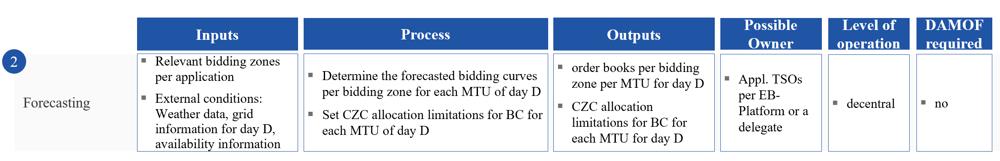 Inputs
Process
Outputs
Possible
Owner
Level of
operation
DAMOF
required
2
Forecasting
Relevant bidding zones
per application
External conditions:
Weather data, grid
information for day D,
availability information
Determine the forecasted bidding curves
per bidding zone for each MTU of day D
Set CZC allocation limitations for BC for
each MTU of day D
order books per bidding
zone per MTU for day D
CZC allocation
limitations for BC for
each MTU for day D
Appl. TSOs
per EB-
Platform or a
delegate
decentral
no